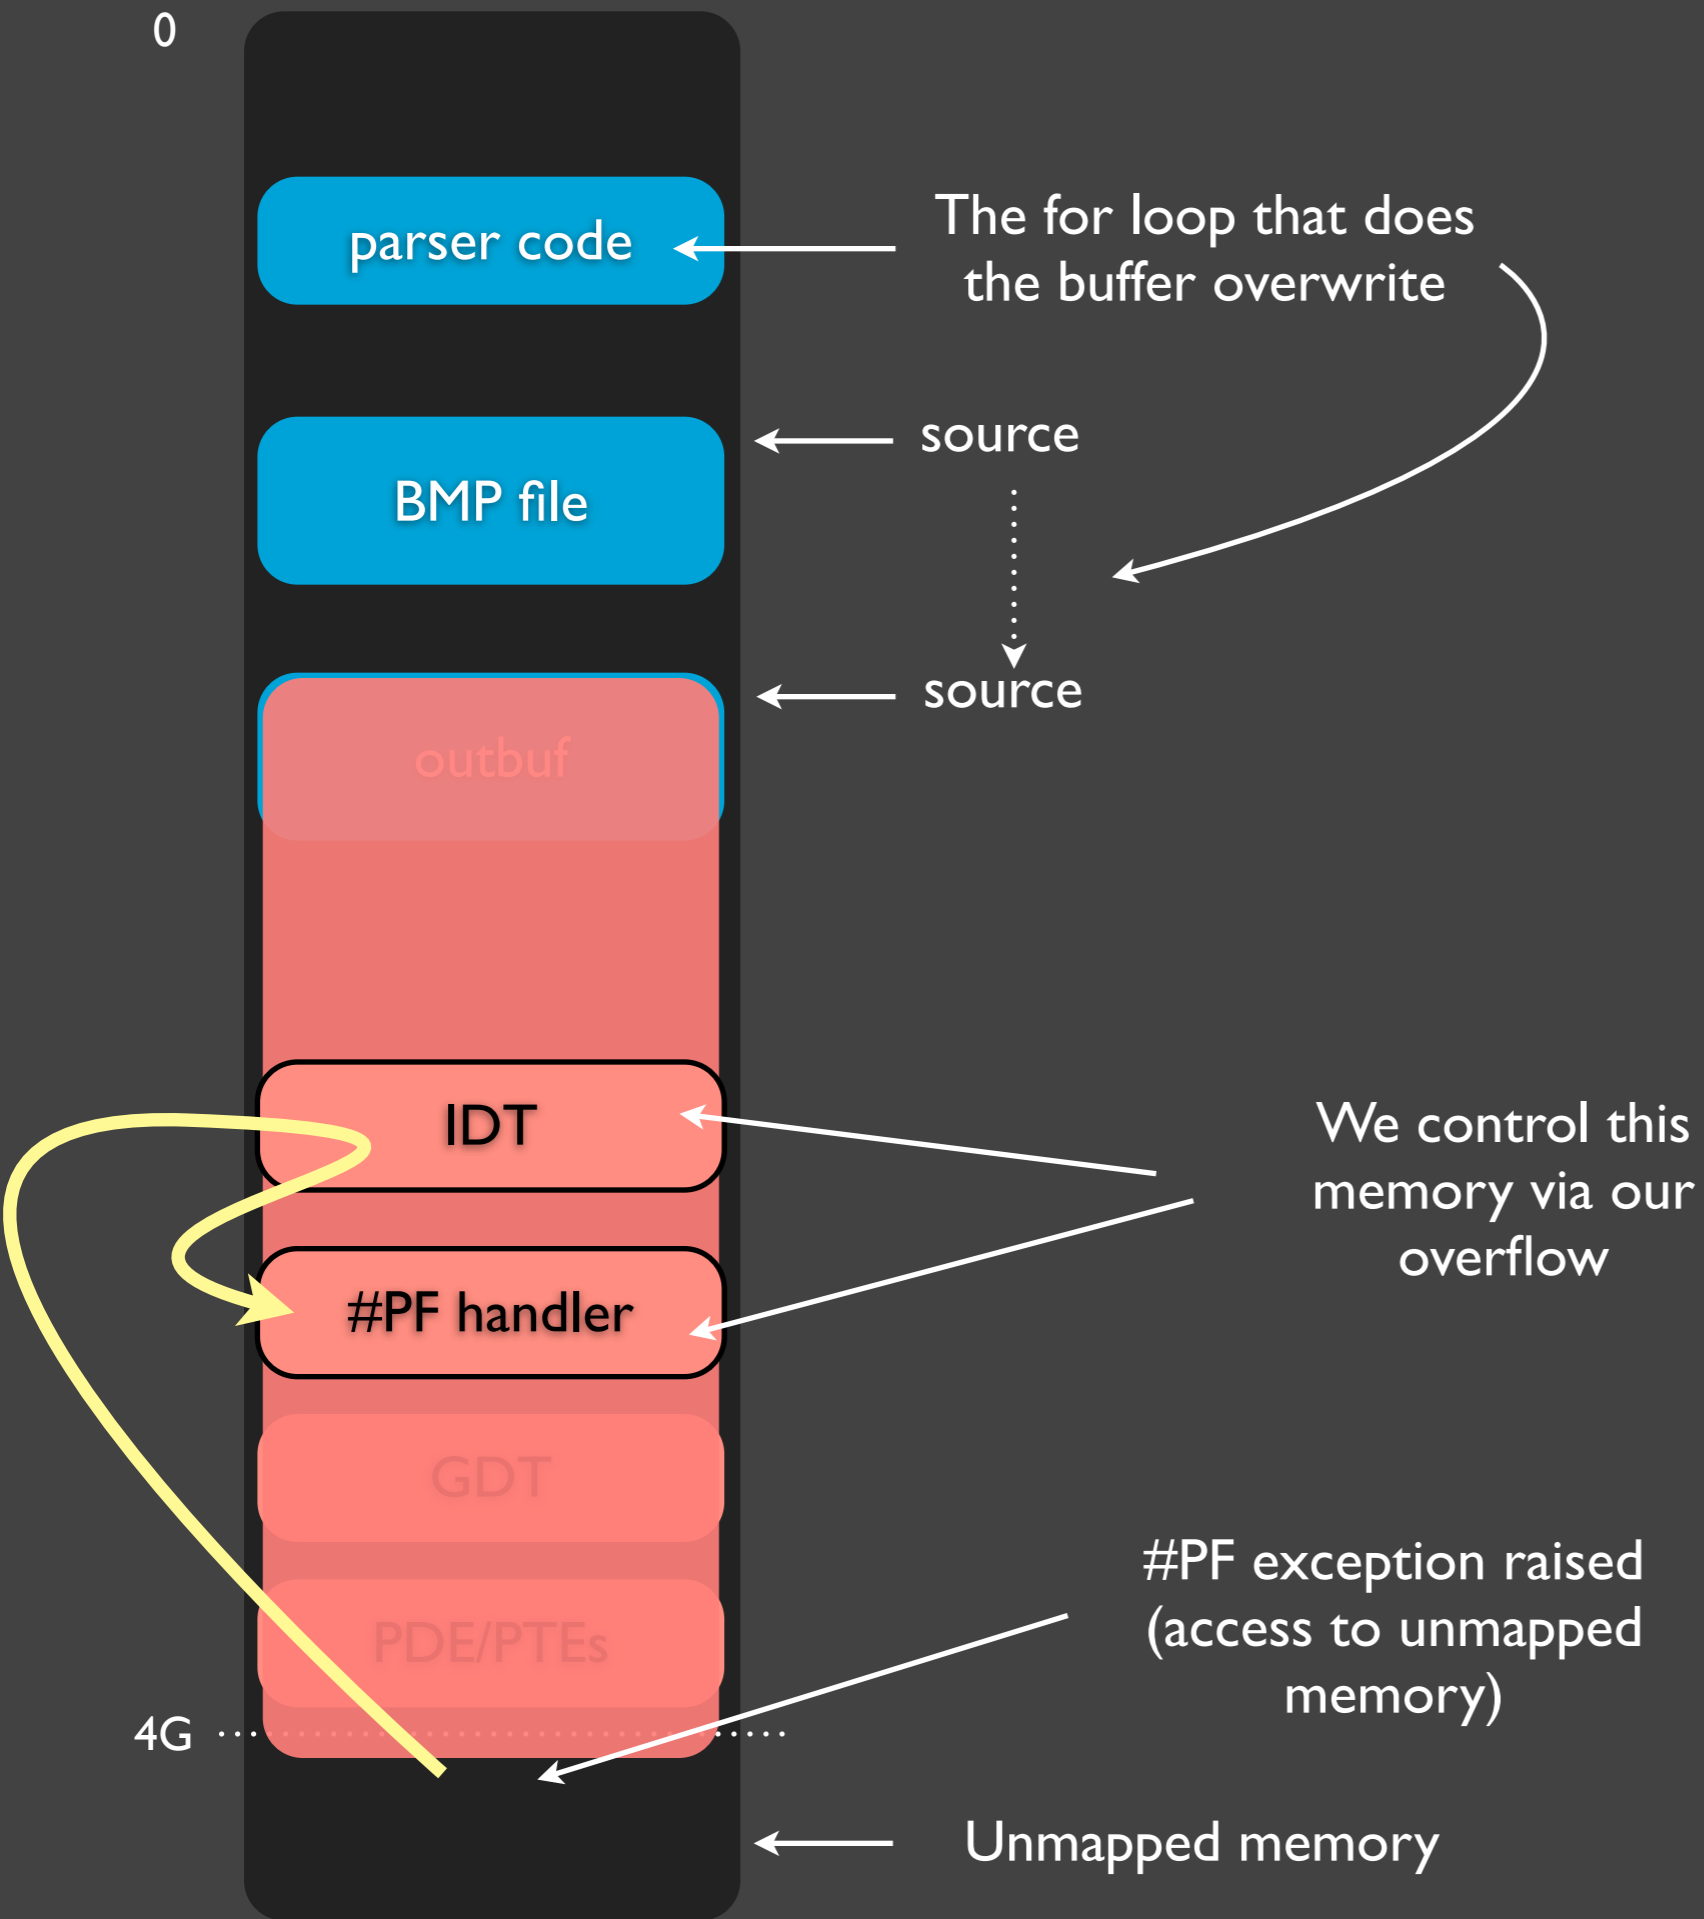 0
parser code
The for loop that does
the buffer overwrite
source
BMP file
source
outbuf
IDT
We control this
memory via our
overflow
#PF handler
GDT
#PF exception raised
(access to unmapped
memory)
PDE/PTEs
4G
Unmapped memory